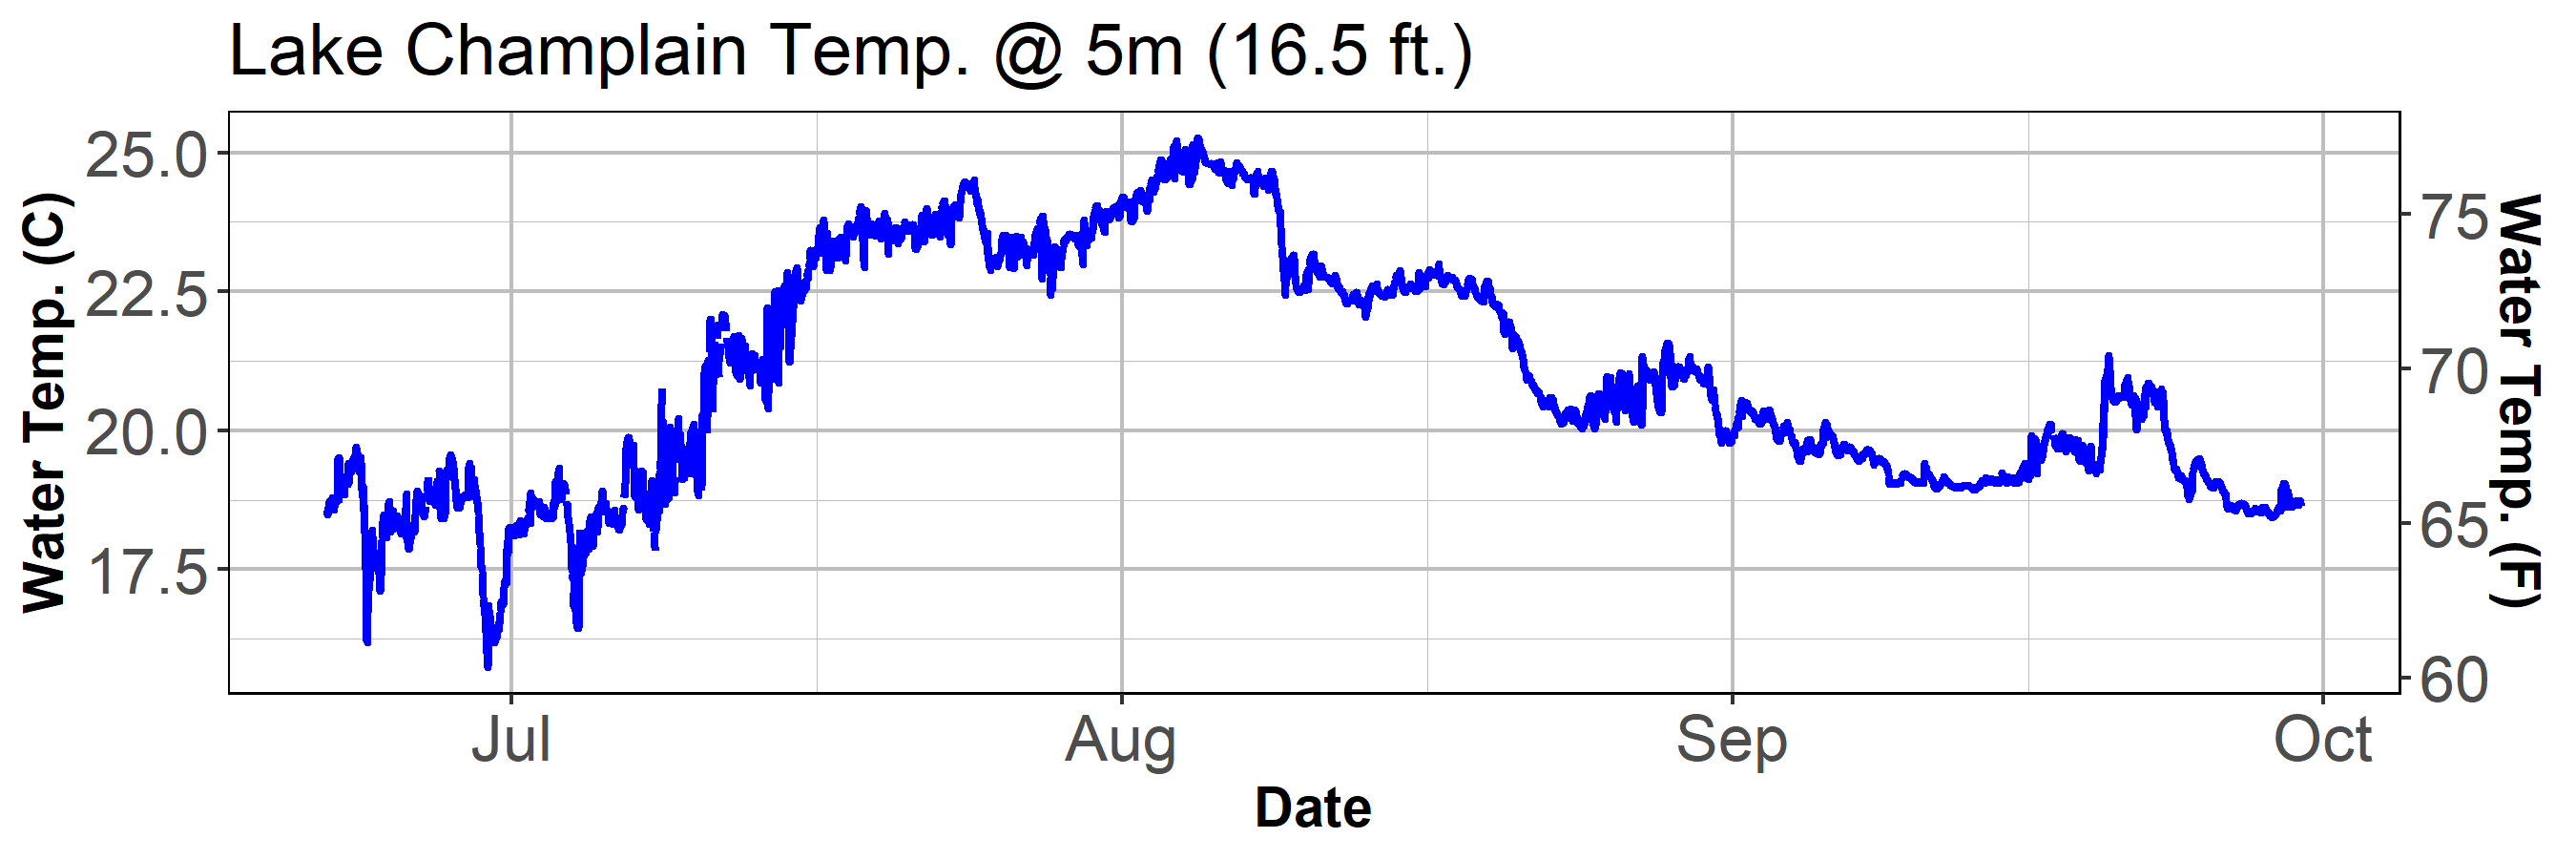 Lake Champlain Temp. @ 5m (16.5 ft.)
Water Temp. (C)
25.0
22.5
20.0
17.5
75
70
65
60
Water Temp. (F)
Jul Aug Sep Oct
Date